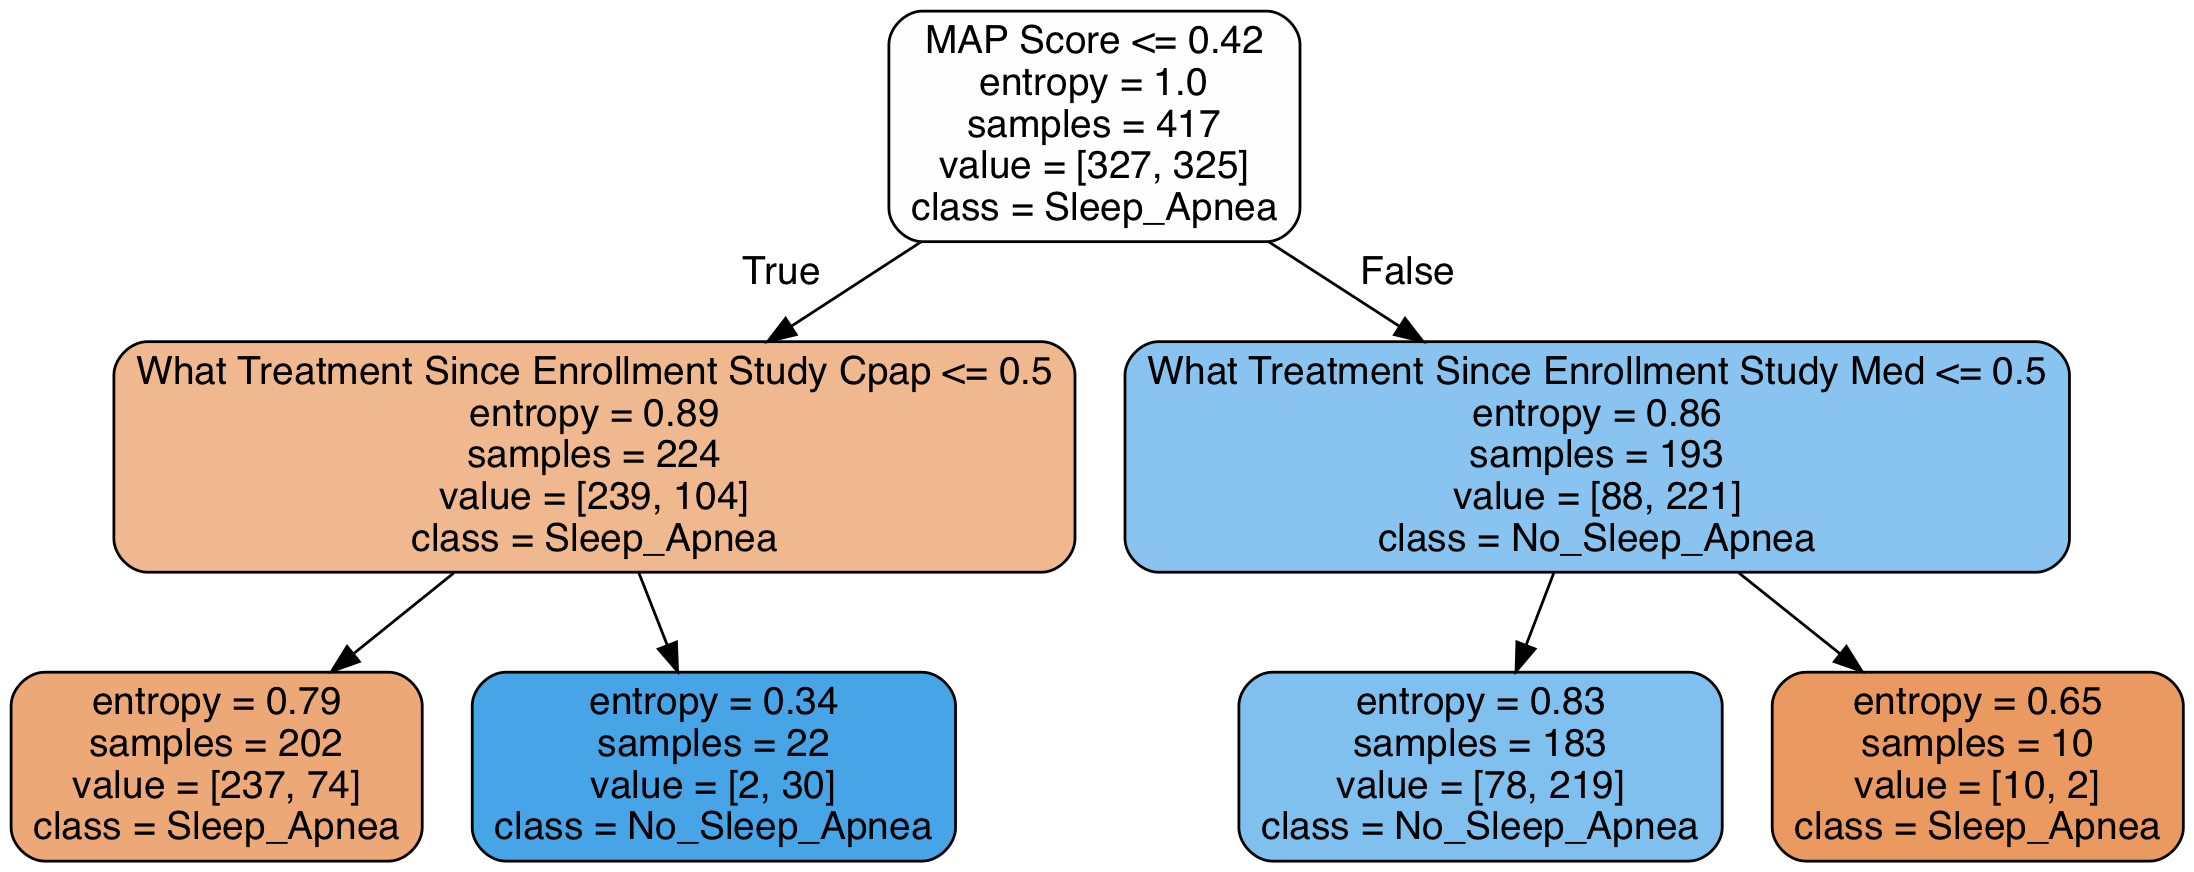 MAP Score <= 0.42
entropy = 1.0
samples = 417
value = [327, 325]
class = Sleep_Apnea
True
False
What Treatment Since Enrollment Study Cpap <= 0.5
entropy = 0.89
samples = 224
value = [239, 104]
class = Sleep_Apnea
What Treatment Since Enrollment Study Med <= 0.5
entropy = 0.86
samples = 193
value = [88, 221]
class = No_Sleep_Apnea
entropy = 0.79
samples = 202
value = [237, 74]
class = Sleep_Apnea
entropy = 0.34
samples = 22
value = [2, 30]
class = No_Sleep_Apnea
entropy = 0.83
samples = 183
value = [78, 219]
class = No_Sleep_Apnea
entropy = 0.65
samples = 10
value = [10, 2]
class = Sleep_Apnea